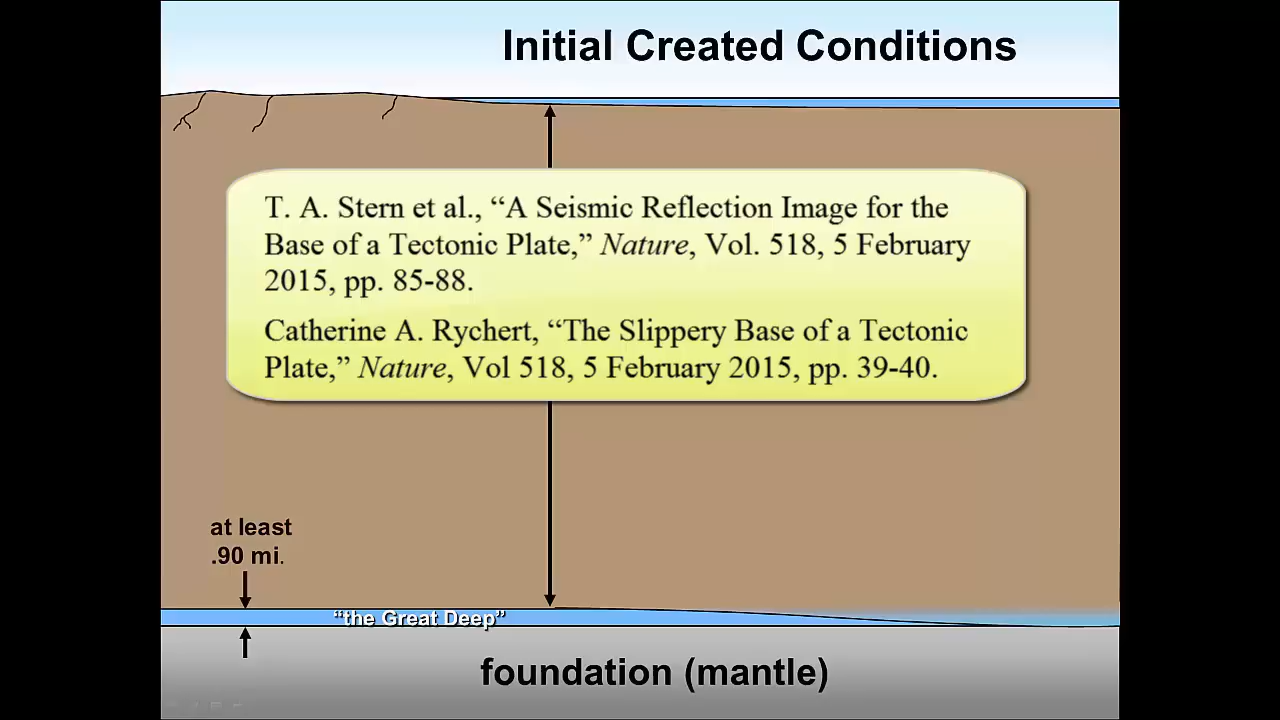 Initial Created Conditions
T. A. Stern et al., “A Seismic Reflection Image for the
Base of a Tectonic Plate,” Nature, Vol. 518, 5 February
2015, pp. 85-88.
Catherine A. Rychert, “The Slippery Base of a Tectonic
Plate,” Nature, Vol 518, 5 February 2015, pp. 39-40.
at least
.90 mi.
“the Great Deep”
foundation (mantle)